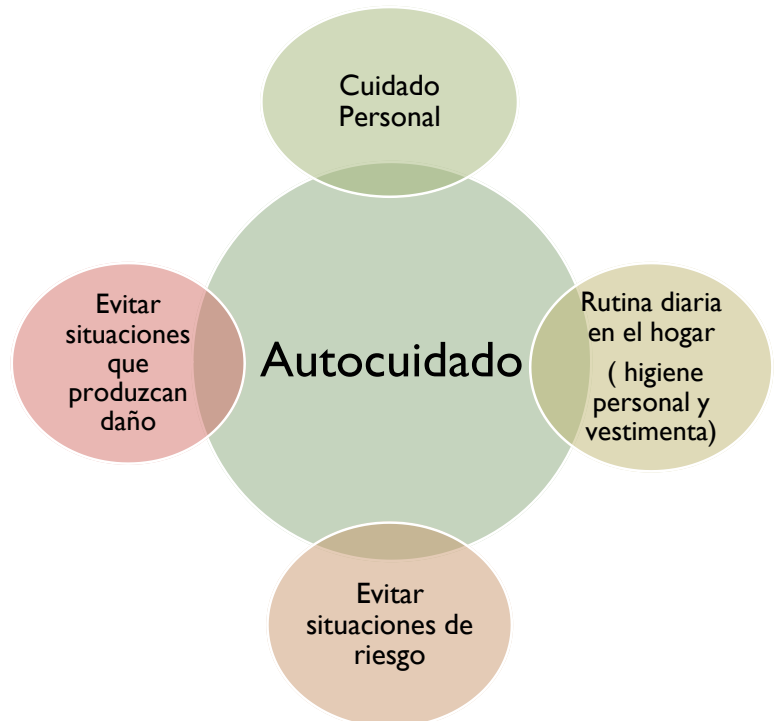 Cuidado
Personal
Evitar
situaciones
que
produzcan
daño
Autocuidado
Rutina diaria
en el hogar
( higiene
personal y
vestimenta)
Evitar
situaciones de
riesgo